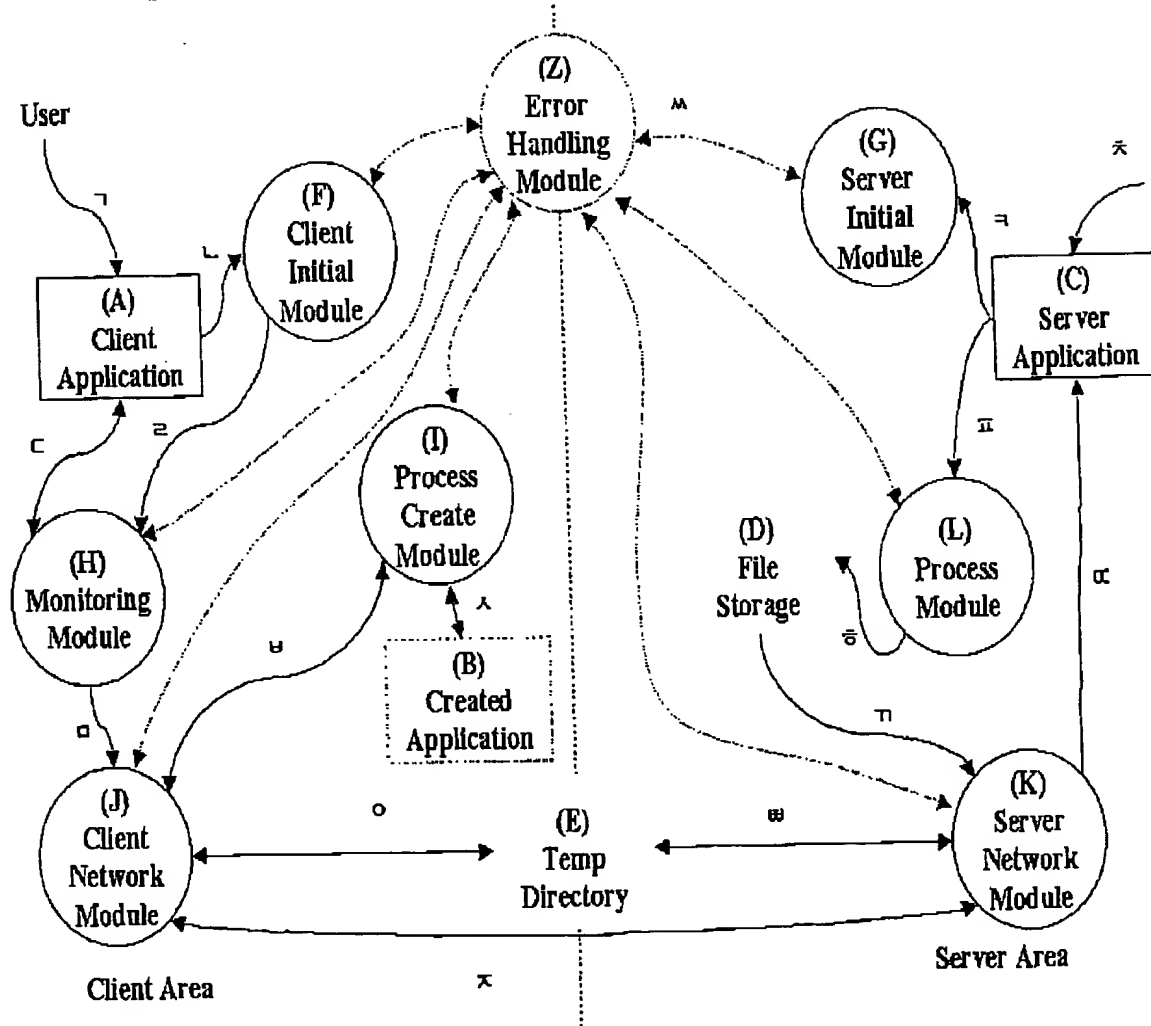 (Z)
Error
Handling
Module
User
ㅆ
(G)
Server
Initial
Module
ㅊ
(F)
Client
Initial
Module
ㄱ
ㄴ
ㅋ
(A)
Client
Application
(C)
Server
Application
ㄷ
ㄹ
(I)
Process
Create
Module
ㅍ
(H)
Monitoring
Module
(D)
File
Storage
(L)
Process
Module
ㄸ
ㅅ
ㅂ
ㅎ
(B)
Created
Application
ㅁ
ㄲ
(J)
Client
Network
Module
ㅇ
(E)
Temp
Directory
ㅃ
(K)
Server
Network
Module
Client Area
ㅈ
Server Area